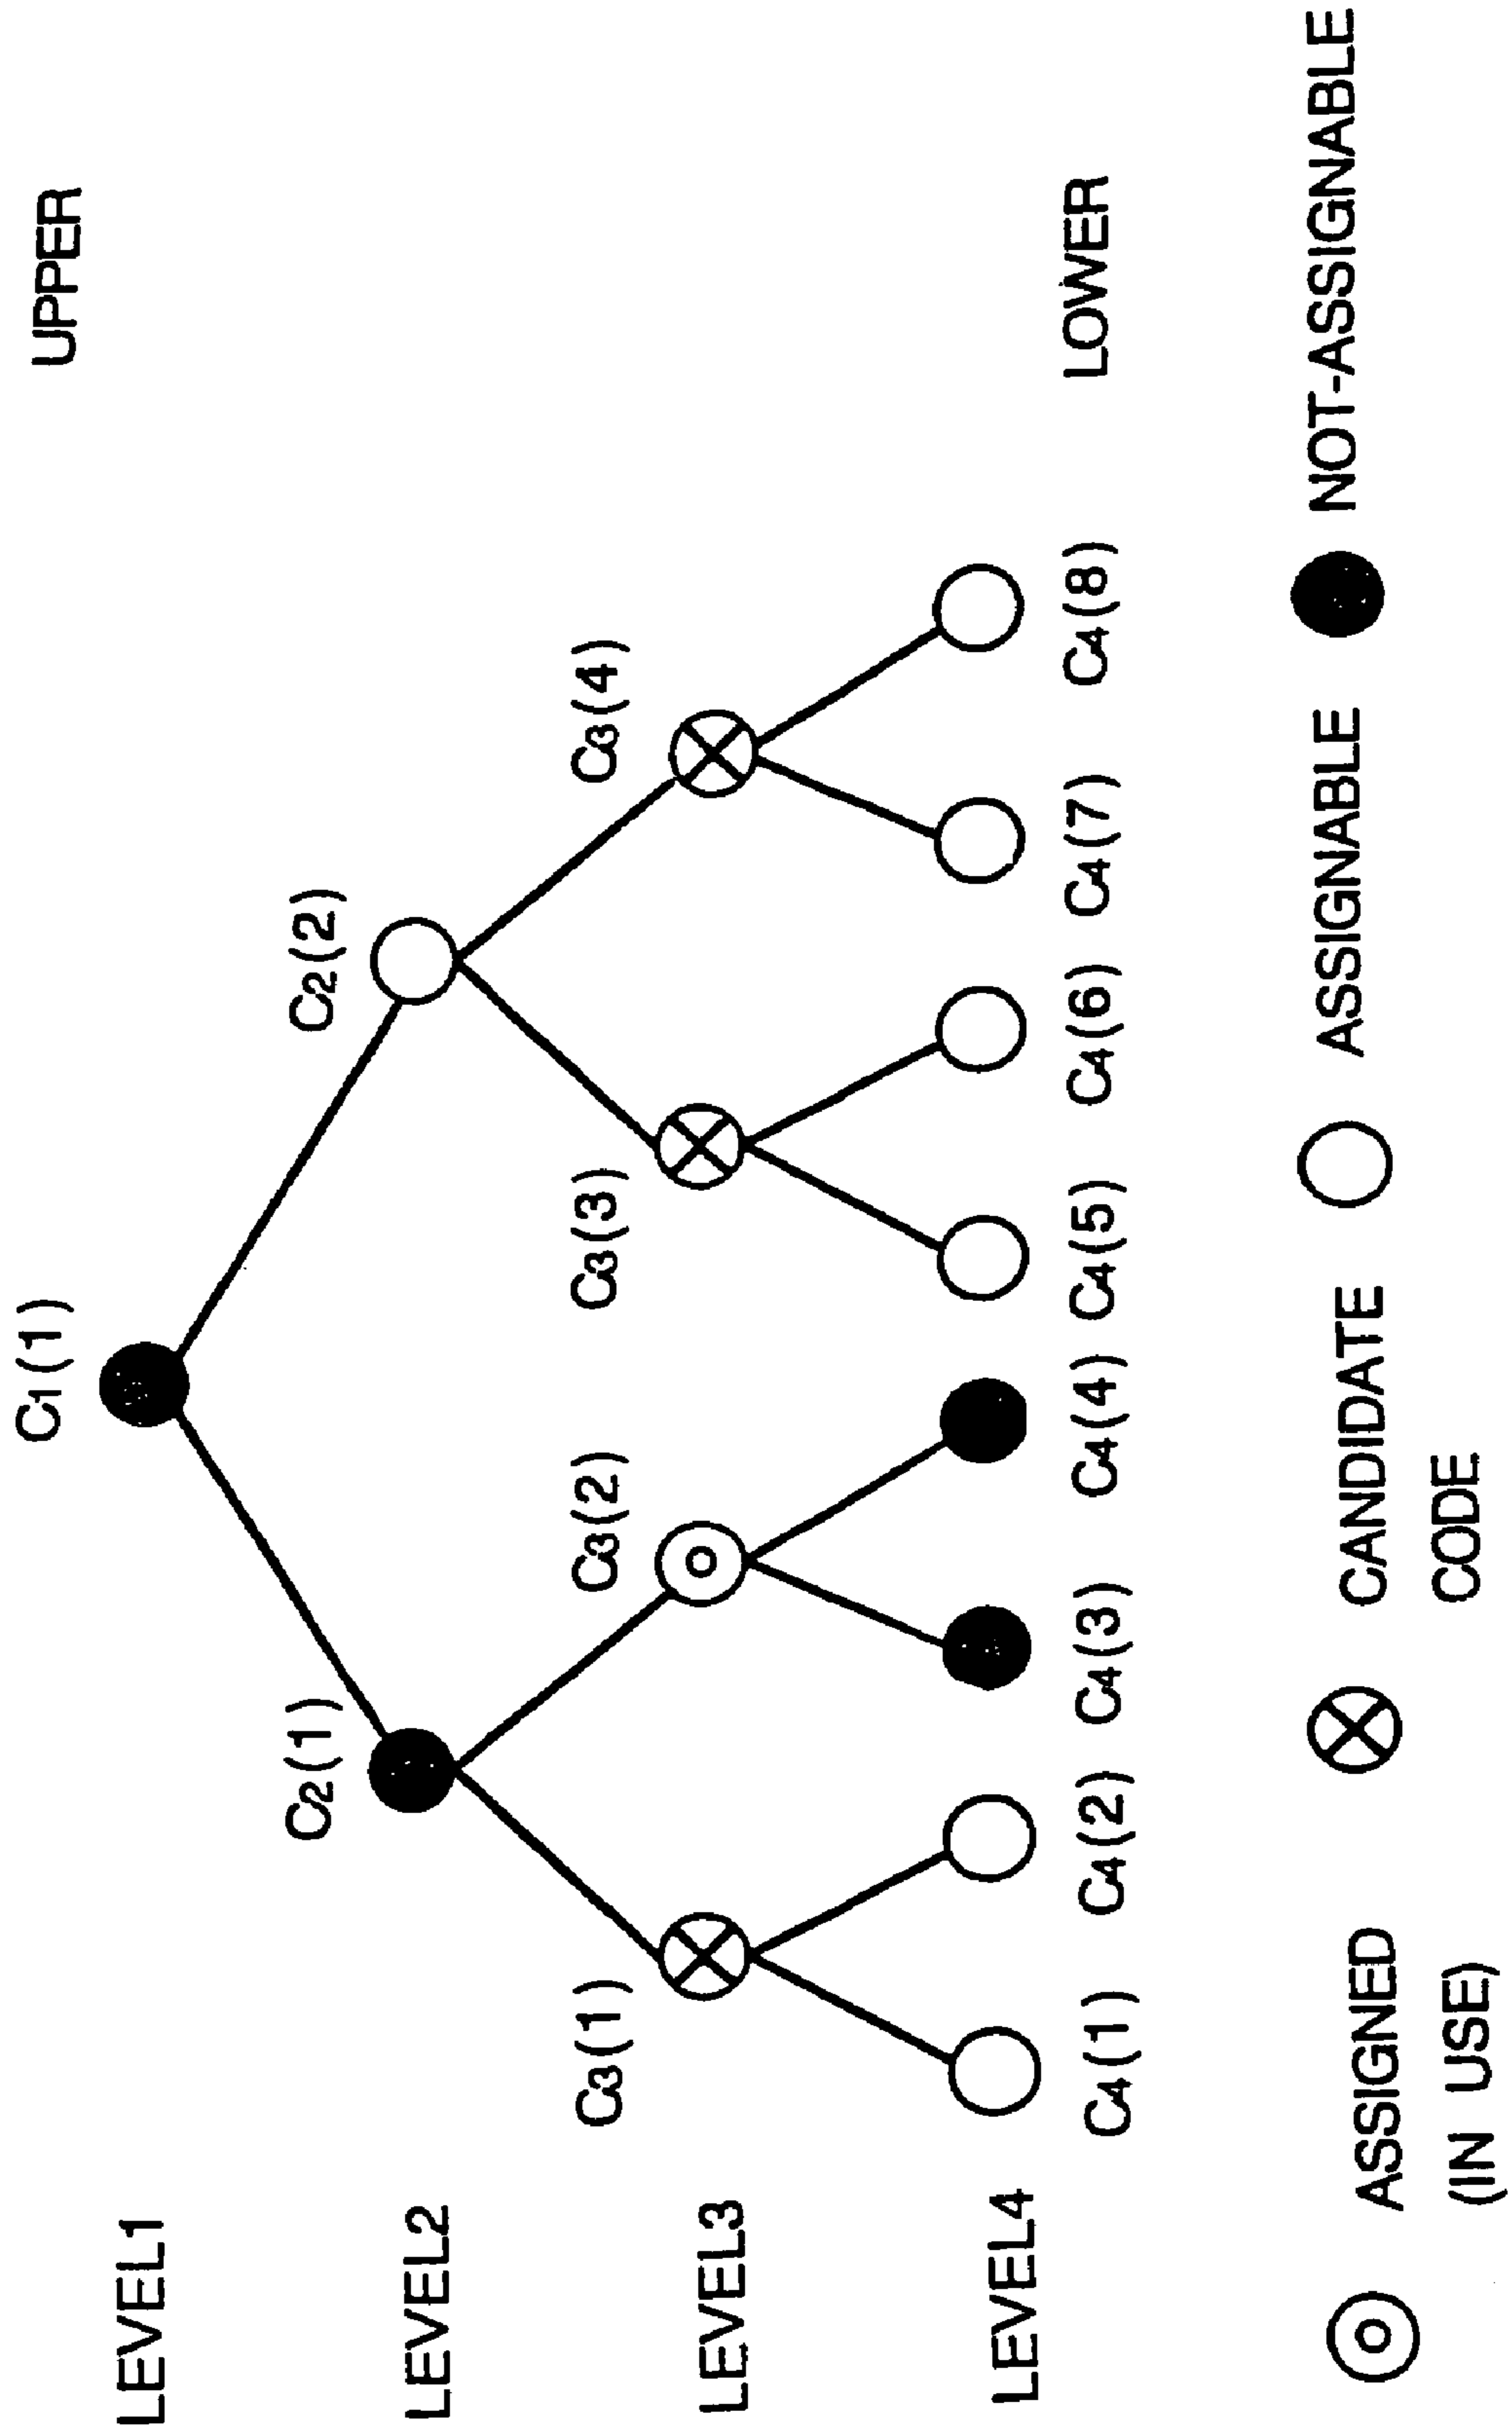 UPPER
C1(1)
LEVEL1
C2(1)
C2(2)
LEVEL2
C3(1)
C3(2)
C3(3)
C3(4)
LEVEL3
LEVEL4
C4(1)
C4(2)
C4(3)
C4(4)
C4(5)
C4(6)
C4(7)
C4(8)
LOWER
ASSIGNED
(IN USE)
CANDIDATE
CODE
ASSIGNABLE
NOT-ASSIGNABLE